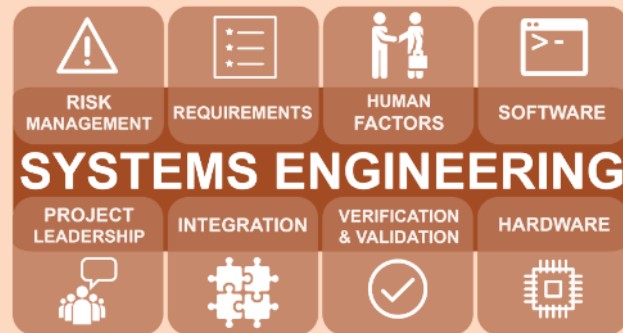 RISK
MANAGEMENT
REQUIREMENTS
HUMAN
FACTORS
SOFTWARE
>-
SYSTEMS ENGINEERING
PROJECT
LEADERSHIP
INTEGRATION
VERIFICATION
& VALIDATION
HARDWARE